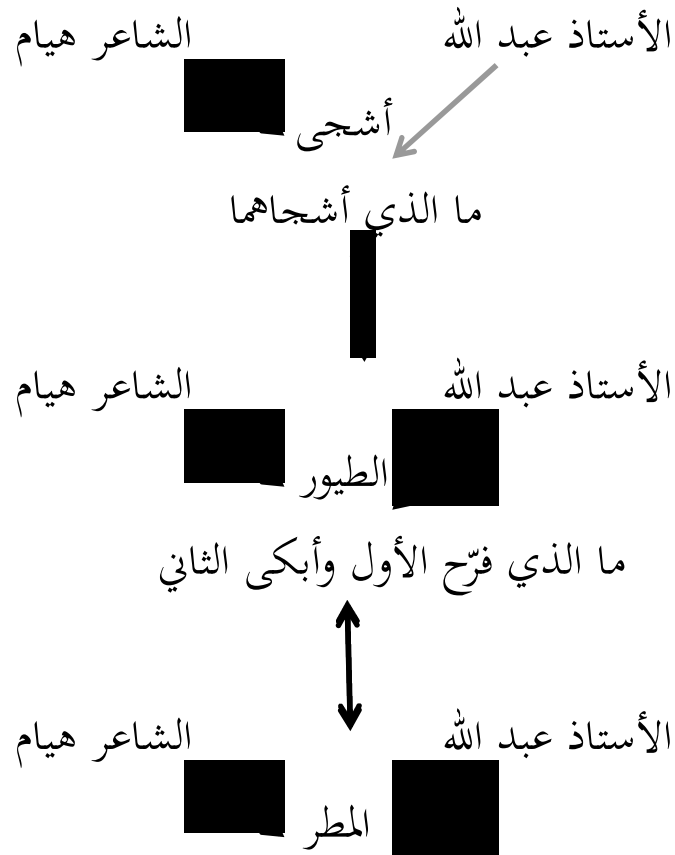 الأستاذ عبد الله الشاعر هيام
أشجى
ما الذي أشجاهما
الأستاذ عبد الله الشاعر هيام
الطيور
ما الذي فرّح الأول وأبكى الثاني
الأستاذ عبد الله الشاعر هيام
المطر